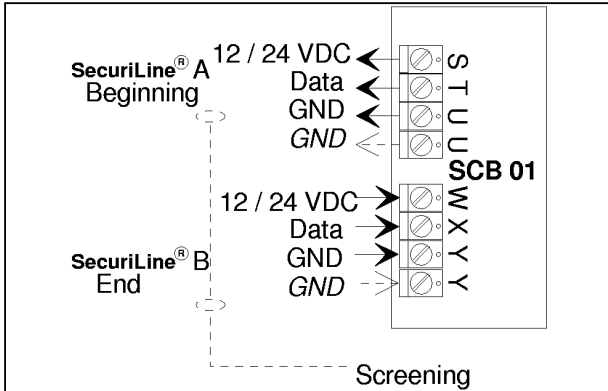 SecuriLine® A
Beginning
12 / 24 VDC
Data
GND
GND
S
T
U
U
SCB 01
SecuriLine® B
End
12 / 24 VDC
Data
GND
GND
W
X
Y
Y
Screening